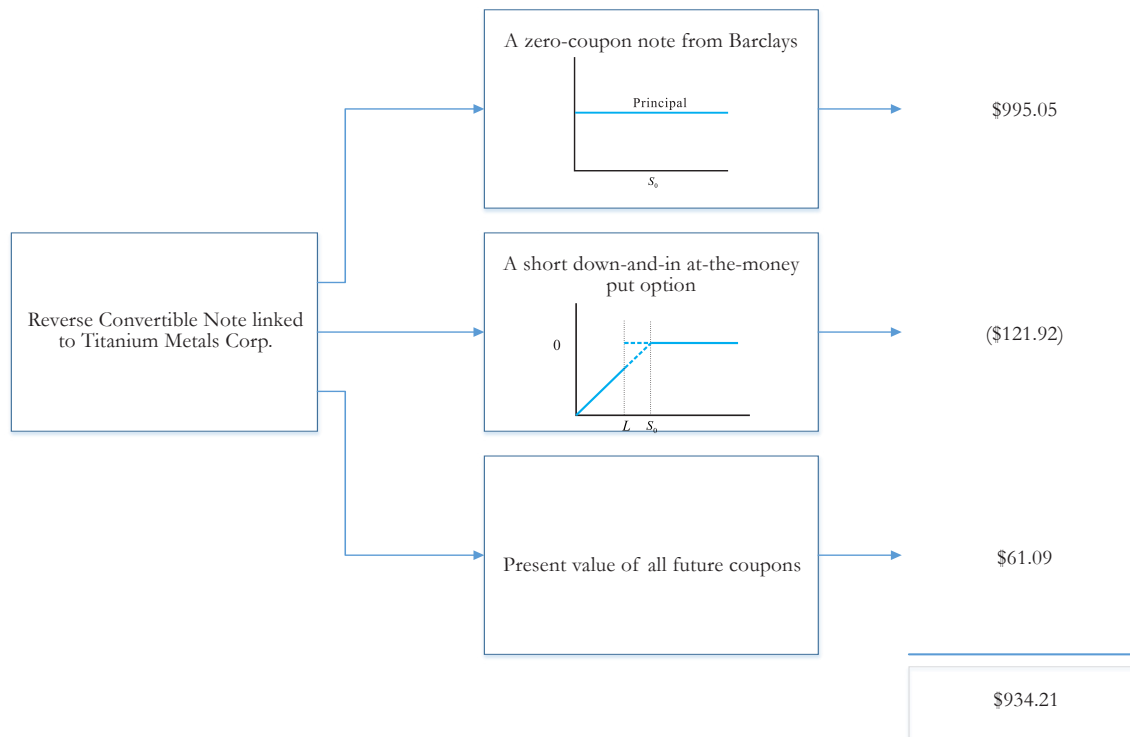 A zero-coupon note from Barclays
Principal
S₀
$995.05
Reverse Convertible Note linked
to Titanium Metals Corp.
A short down-and-in at-the-money
put option
0
L S₀
($121.92)
Present value of all future coupons
$61.09
$934.21